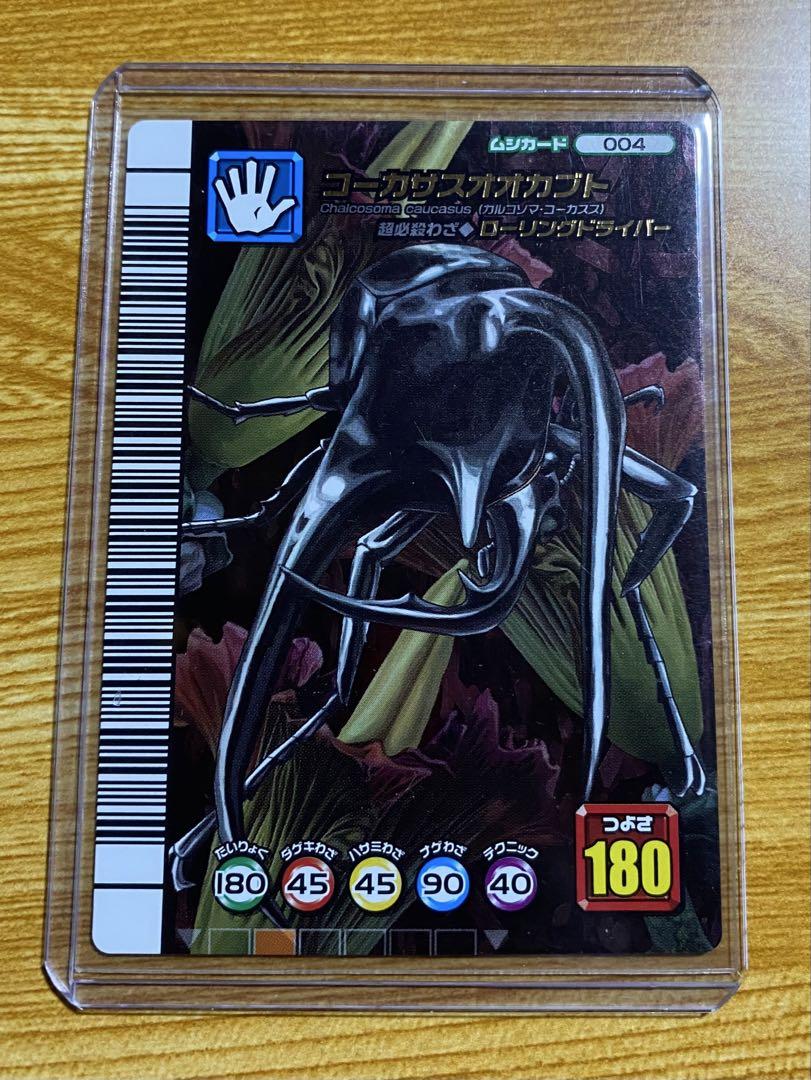 ムシカード 004
コーカサスオオカブト
Chalcosoma caucasus (カルコソマ・コーカスス)
超必殺わざ◆ローリングドライバー
つよさ
180
たいりょく ダゲキわざ ハサミわざ ナゲわざ テクニック
180 45 45 90 40